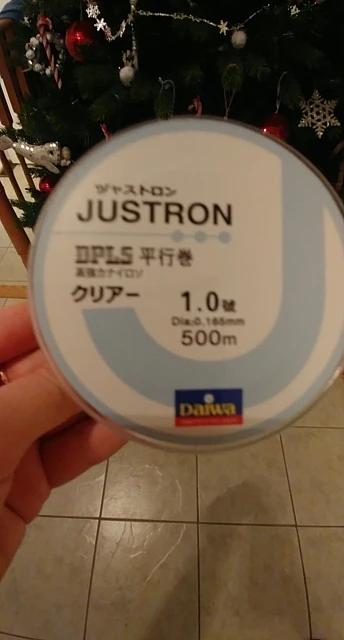 ジャストロン
JUSTRON
DPLS 平行巻
高強力ナイロン
クリアー
1.0號
Dia:0.165mm
500m
Daiwa